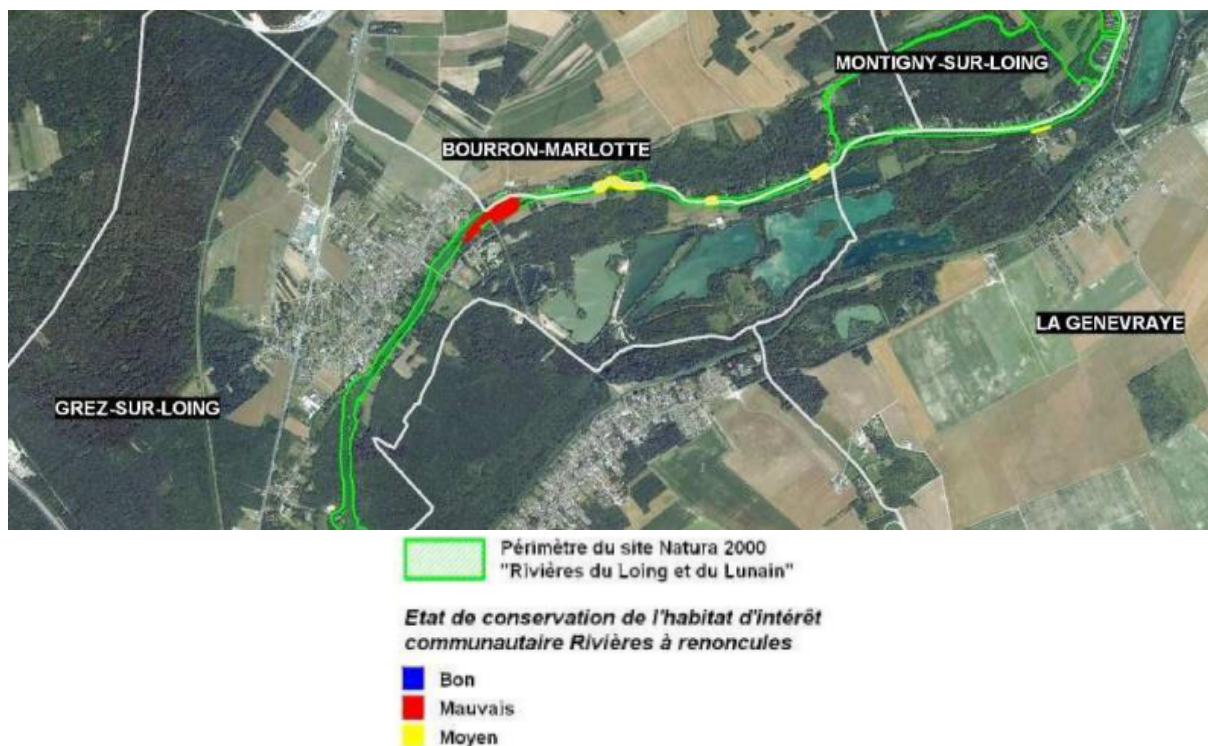 MONTIGNY-SUR-LOING
BOURRON-MARLOTTE
LA GENEVRAYE
GREZ-SUR-LOING
Périmètre du site Natura 2000
"Rivières du Loing et du Lunain"
Etat de conservation de l'habitat d'intérêt
communautaire Rivières à renoncules
Bon
Mauvais
Moyen